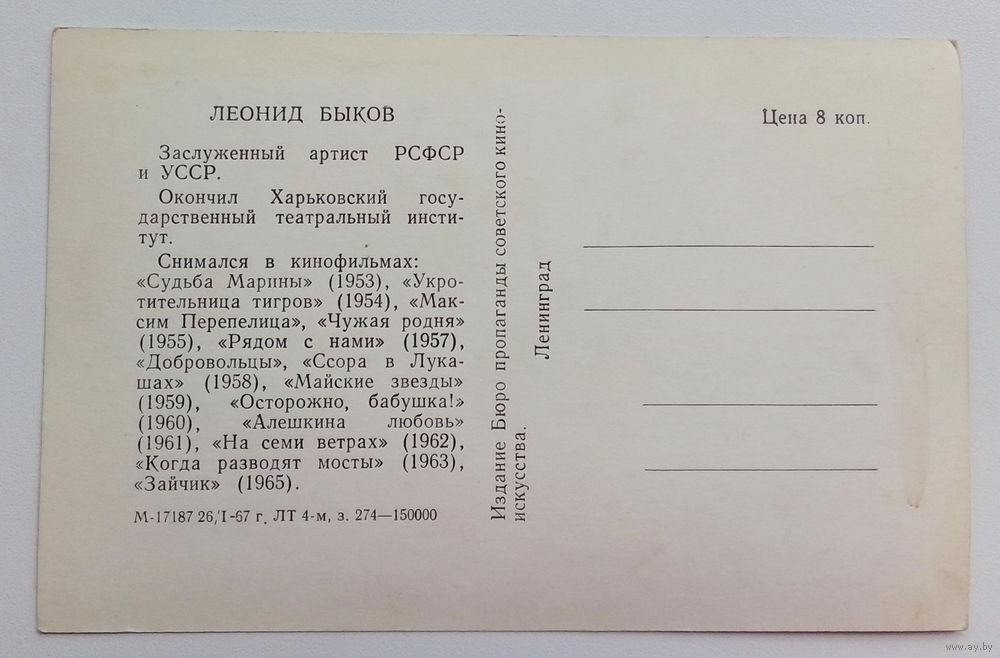 ЛЕОНИД БЫКОВ
Заслуженный артист РСФСР
и УССР.
Окончил Харьковский госу-
дарственный театральный инсти-
тут.
Снимался в кинофильмах:
«Судьба Марины» (1953), «Укро-
тительница тигров» (1954), «Мак-
сим Перепелица», «Чужая родня»
(1955), «Рядом с нами» (1957),
«Добровольцы», «Ссора в Лука-
шах» (1958), «Майские звезды»
(1959), «Осторожно, бабушка!»
(1960), «Алешкина любовь»
(1961), «На семи ветрах» (1962),
«Когда разводят мосты» (1963),
«Зайчик» (1965).
М-17187 26/I-67 г. ЛТ 4-м, з. 274—150000
Издание Бюро пропаганды советского кино-
искусства.
Ленинград
Цена 8 коп.
www.ay.by